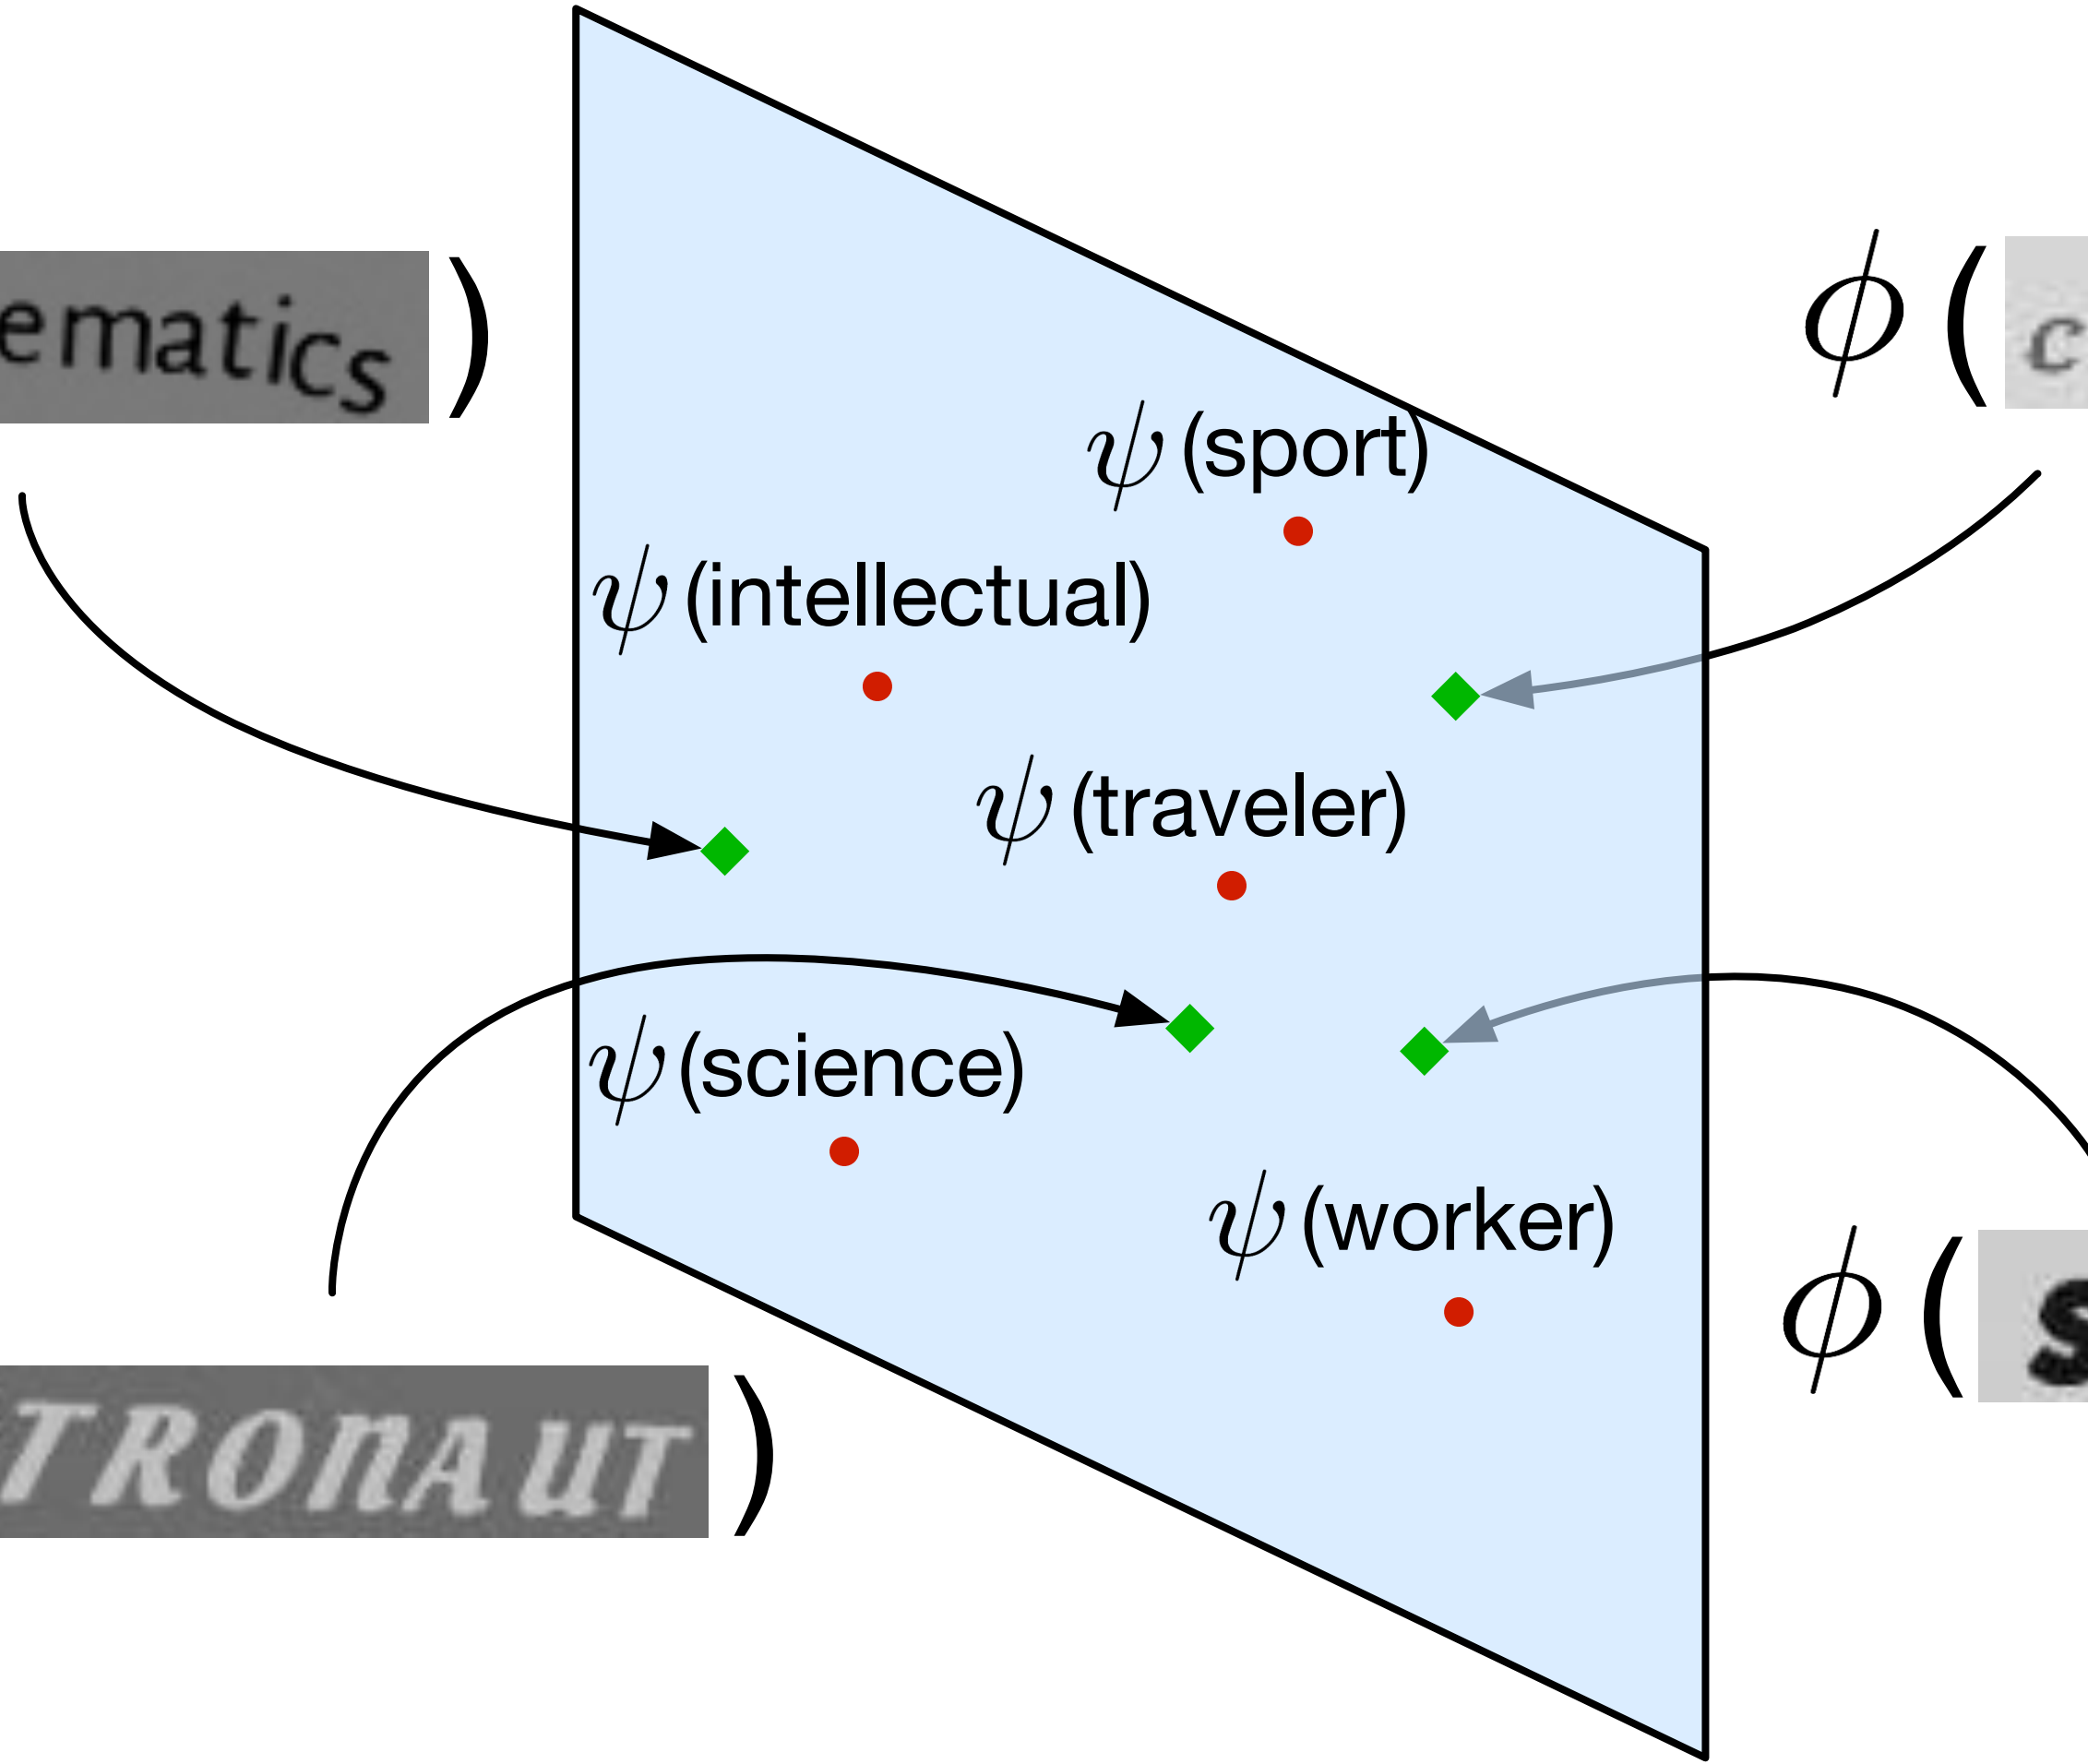 ematics )
ϕ ( c
ψ (sport)
ψ (intellectual)
ψ (traveler)
ψ (science)
ψ (worker)
ϕ ( s
TRONAUT )